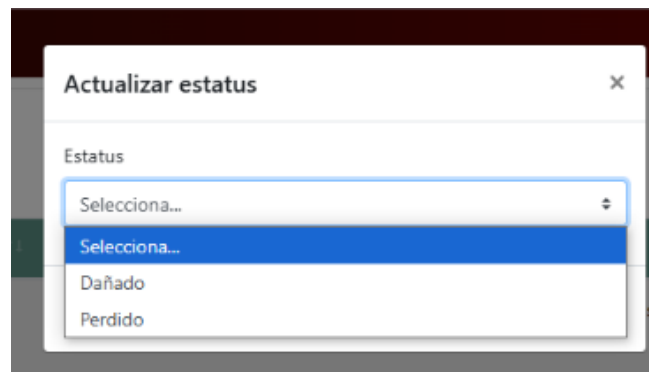 Actualizar estatus ×
Estatus
Selecciona...
Selecciona...
Dañado
Perdido